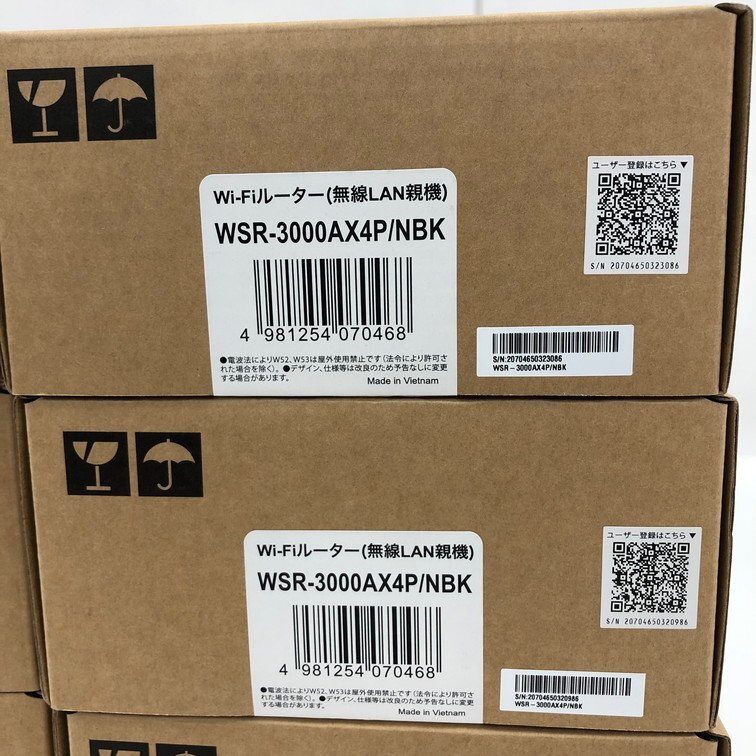 ユーザー登録はこちら▼
S/N 20704650323086
Wi-Fiルーター(無線LAN親機)
WSR-3000AX4P/NBK
4 981254 070468
●電波法によりW52、W53は屋外使用禁止です(法令により許可さ
れた場合を除く)。●デザイン、仕様等は改良のため予告なしに変更
する場合があります。
Made in Vietnam
S/N:20704650323086
WSR-3000AX4P/NBK
ユーザー登録はこちら▼
S/N 20704650320986
Wi-Fiルーター(無線LAN親機)
WSR-3000AX4P/NBK
4 981254 070468
●電波法によりW52、W53は屋外使用禁止です(法令により許可さ
れた場合を除く)。●デザイン、仕様等は改良のため予告なしに変更
する場合があります。
Made in Vietnam
S/N:20704650320986
WSR-3000AX4P/NBK